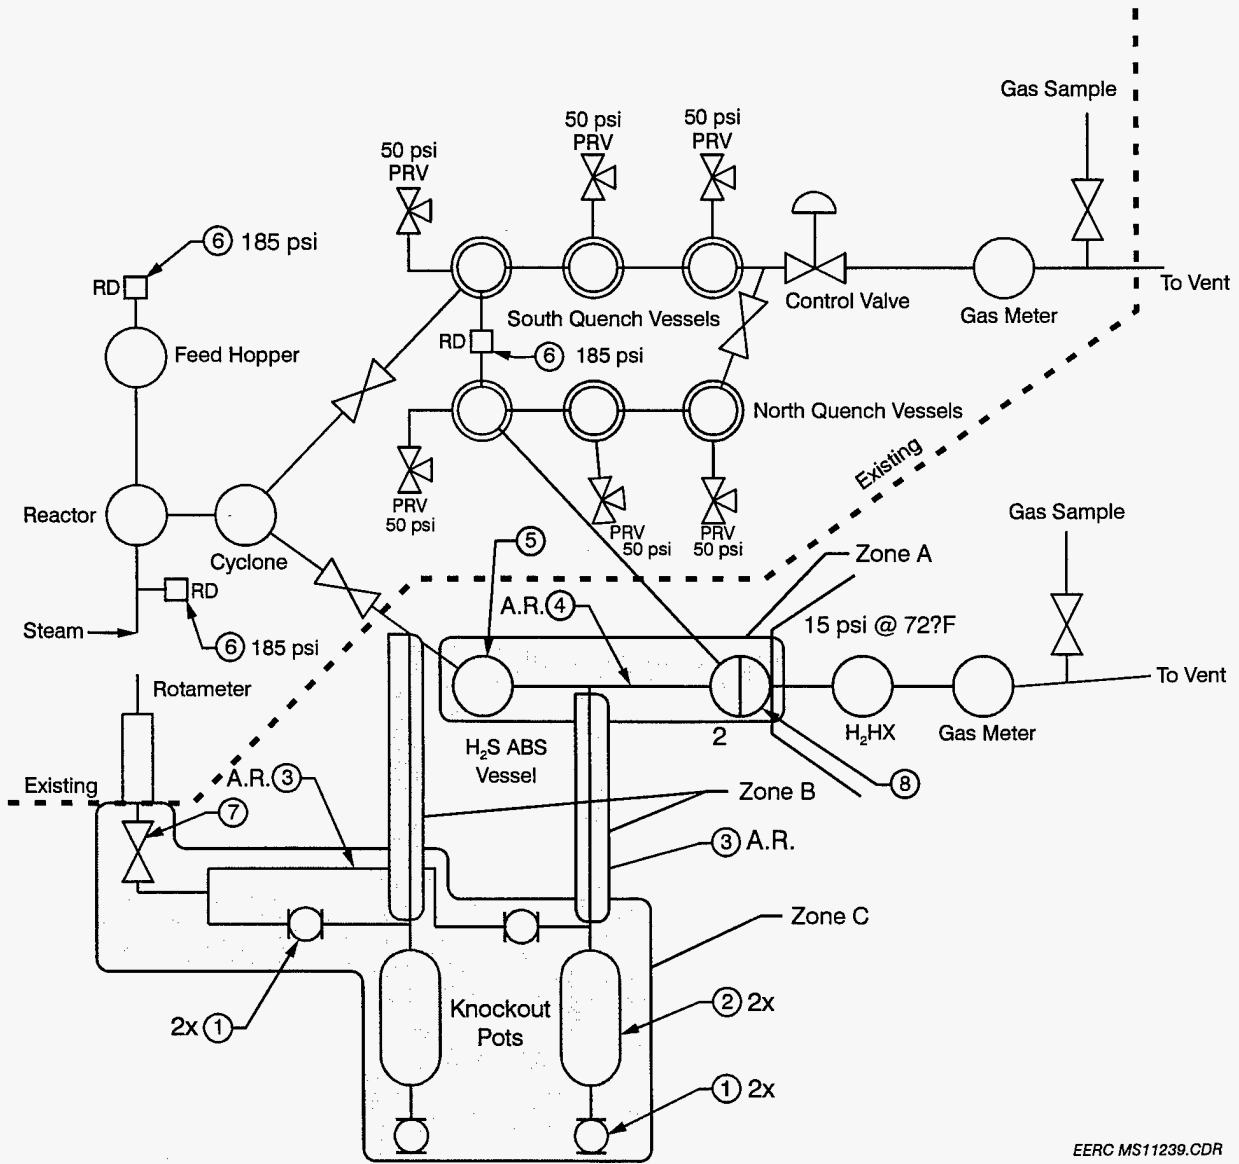 Gas Sample
50 psi
PRV
50 psi
PRV
50 psi
PRV
6 185 psi
RD
To Vent
Control Valve
Gas Meter
South Quench Vessels
RD
6 185 psi
Feed Hopper
North Quench Vessels
Existing
PRV
50 psi
PRV
50 psi
PRV
50 psi
Reactor
Cyclone
Gas Sample
5
Zone A
RD
A.R. 4
Steam
6 185 psi
15 psi @ 72?F
Rotameter
To Vent
2
H₂HX
Gas Meter
H₂S ABS
Vessel
Existing
A.R. 3
8
Zone B
7
3 A.R.
Zone C
Knockout
Pots
2 2x
2x 1
1 2x
EERC MS11239.CDR